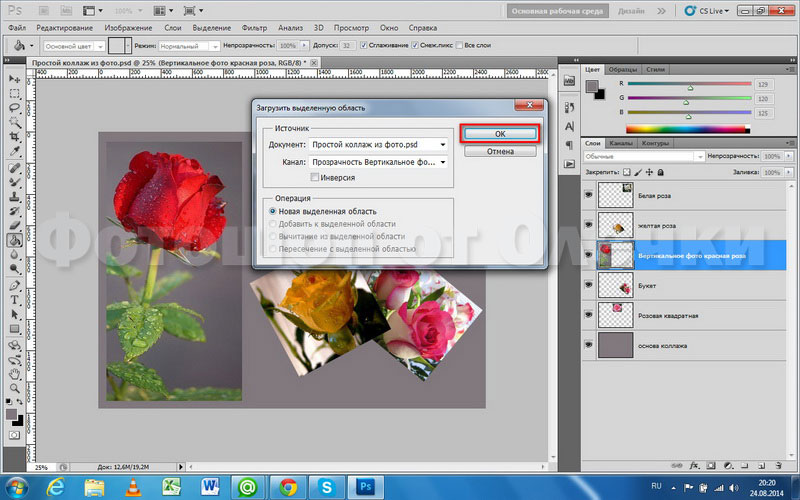 Ps 100%
Основная рабочая среда Дизайн CS Live
Файл Редактирование Изображение Слои Выделение Фильтр Анализ 3D Просмотр Окно Справка
Основной цвет Режим: Нормальный Непрозрачность: 100% Допуск: 32 Сглаживание Смеж.пикс Все слои
Простой коллаж из фото.psd @ 25% (Вертикальное фото красная роза, RGB/8) *
Загрузить выделенную область
Источник
Документ: Простой коллаж из фото.psd
Канал: Прозрачность Вертикальное фо...
Инверсия
OK
Отмена
Операция
Новая выделенная область
Добавить к выделенной области
Вычитание из выделенной области
Пересечение с выделенной областью
Цвет Образцы Стили
R 129
G 120
B 125
Слои Каналы Контуры
Обычные Непрозрачность: 100%
Закрепить: Заливка: 100%
Белая роза
желтая роза
Вертикальное фото красная роза
Букет
Розовая квадратная
основа коллажа
25% Док: 12,6M/19,2M
RU 20:20
24.08.2014